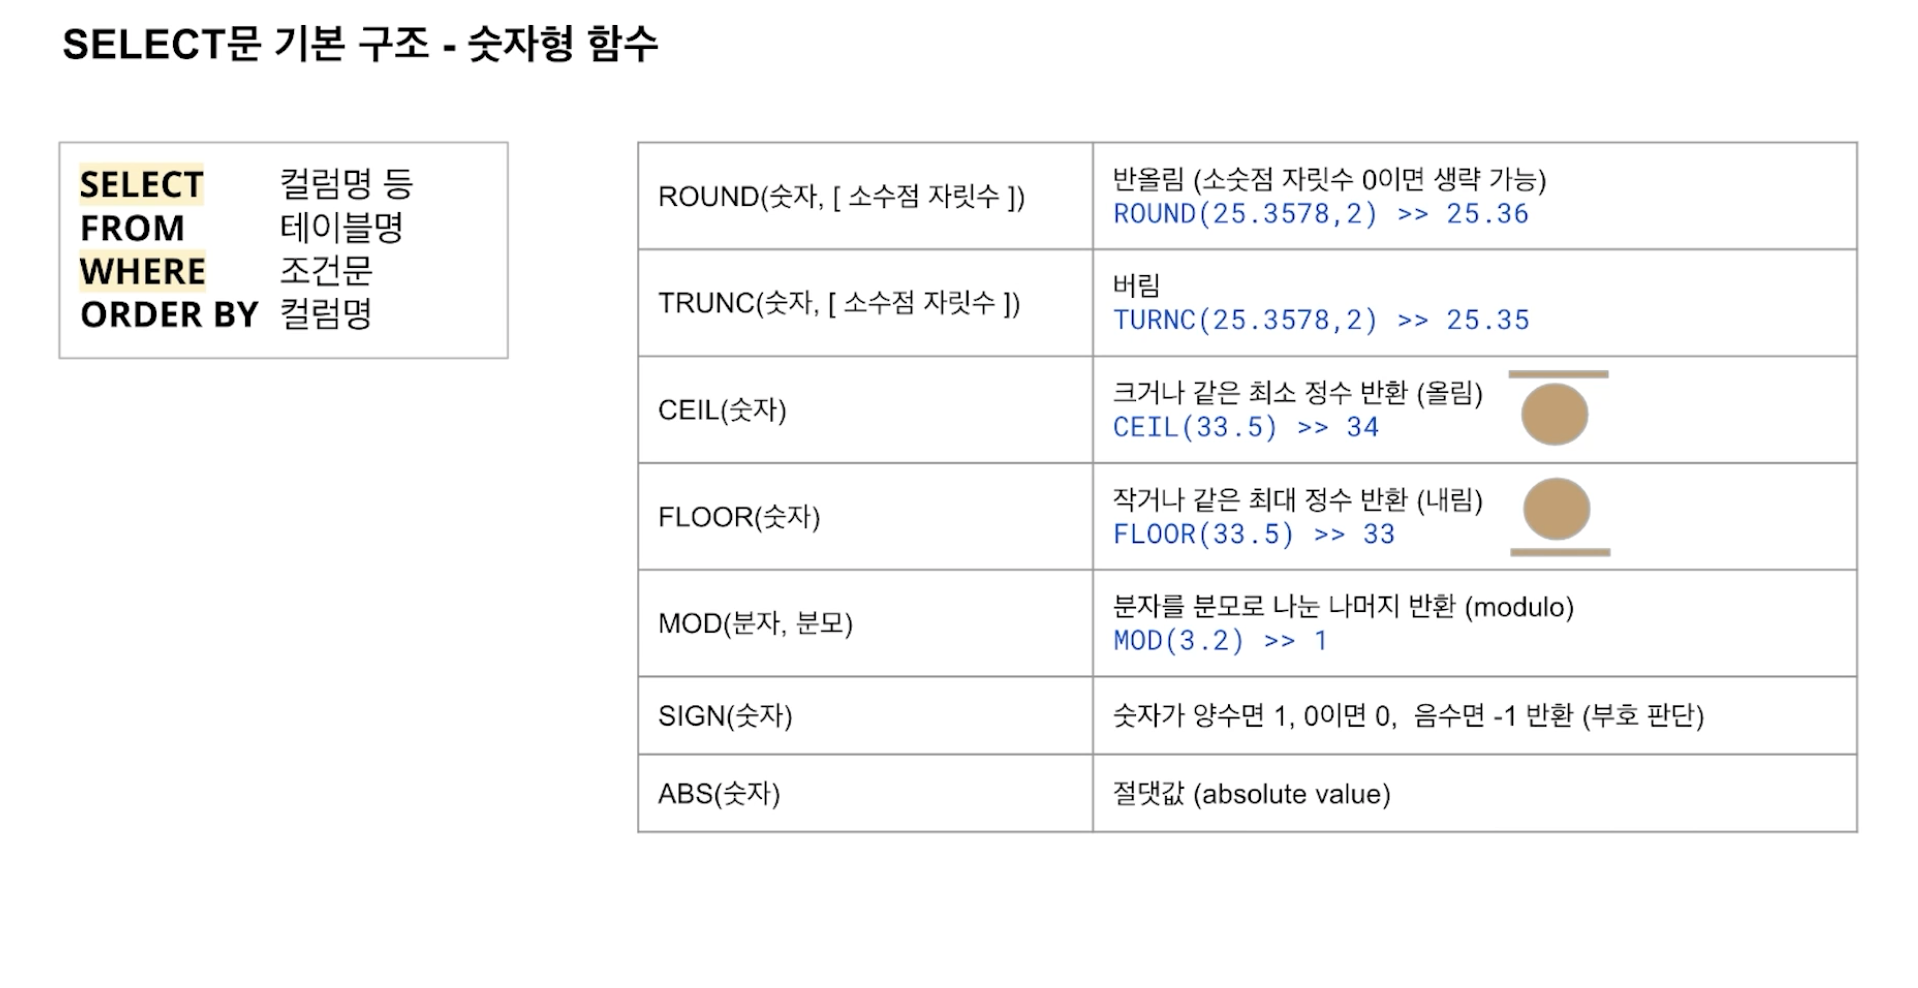 SELECT문 기본 구조 - 숫자형 함수
SELECT 컬럼명 등
FROM 테이블명
WHERE 조건문
ORDER BY 컬럼명
ROUND(숫자, [ 소수점 자릿수 ])
반올림 (소숫점 자릿수 0이면 생략 가능)
ROUND(25.3578,2) >> 25.36
TRUNC(숫자, [ 소수점 자릿수 ])
버림
TURNC(25.3578,2) >> 25.35
CEIL(숫자)
크거나 같은 최소 정수 반환 (올림)
CEIL(33.5) >> 34
FLOOR(숫자)
작거나 같은 최대 정수 반환 (내림)
FLOOR(33.5) >> 33
MOD(분자, 분모)
분자를 분모로 나눈 나머지 반환 (modulo)
MOD(3.2) >> 1
SIGN(숫자)
숫자가 양수면 1, 0이면 0, 음수면 -1 반환 (부호 판단)
ABS(숫자)
절댓값 (absolute value)